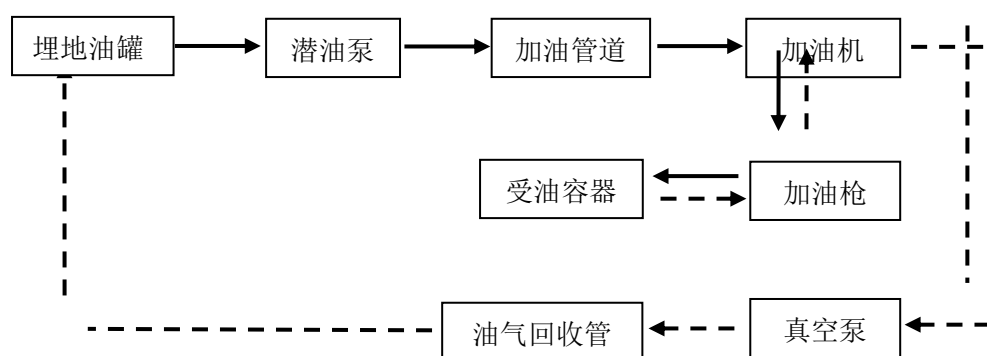 埋地油罐
潜油泵
加油管道
加油机
受油容器
加油枪
油气回收管
真空泵